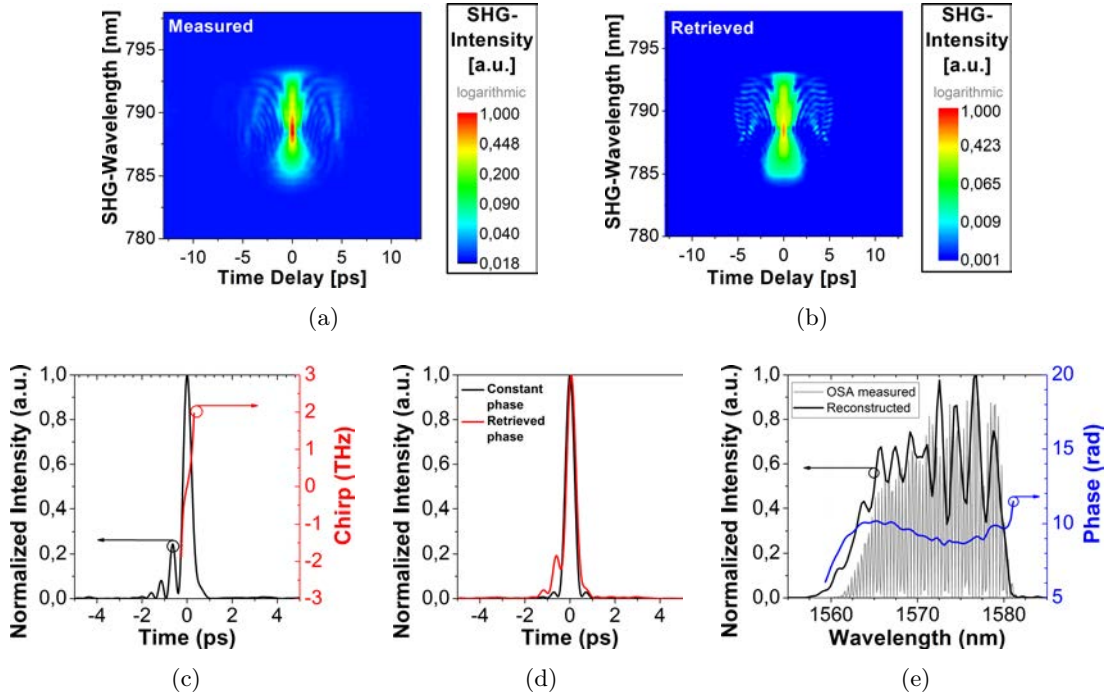 Measured
SHG-Wavelength [nm]
795
790
785
780
-10 -5 0 5 10
Time Delay [ps]
SHG-
Intensity
[a.u.]
logarithmic
1,000
0,448
0,200
0,090
0,040
0,018
(a)
Retrieved
SHG-Wavelength [nm]
795
790
785
780
-10 -5 0 5 10
Time Delay [ps]
SHG-
Intensity
[a.u.]
logarithmic
1,000
0,423
0,065
0,009
0,001
(b)
Normalized Intensity (a.u.)
1,0
0,8
0,6
0,4
0,2
0,0
-4 -2 0 2 4
Time (ps)
3
2
1
0
-1
-2
-3
Chirp (THz)
(c)
Normalized Intensity (a.u.)
1,0
0,8
0,6
0,4
0,2
0,0
Constant
phase
Retrieved
phase
-4 -2 0 2 4
Time (ps)
(d)
Normalized Intensity (a.u.)
1,0
0,8
0,6
0,4
0,2
0,0
OSA measured
Reconstructed
1560 1570 1580
Wavelength (nm)
20
15
10
5
Phase (rad)
(e)